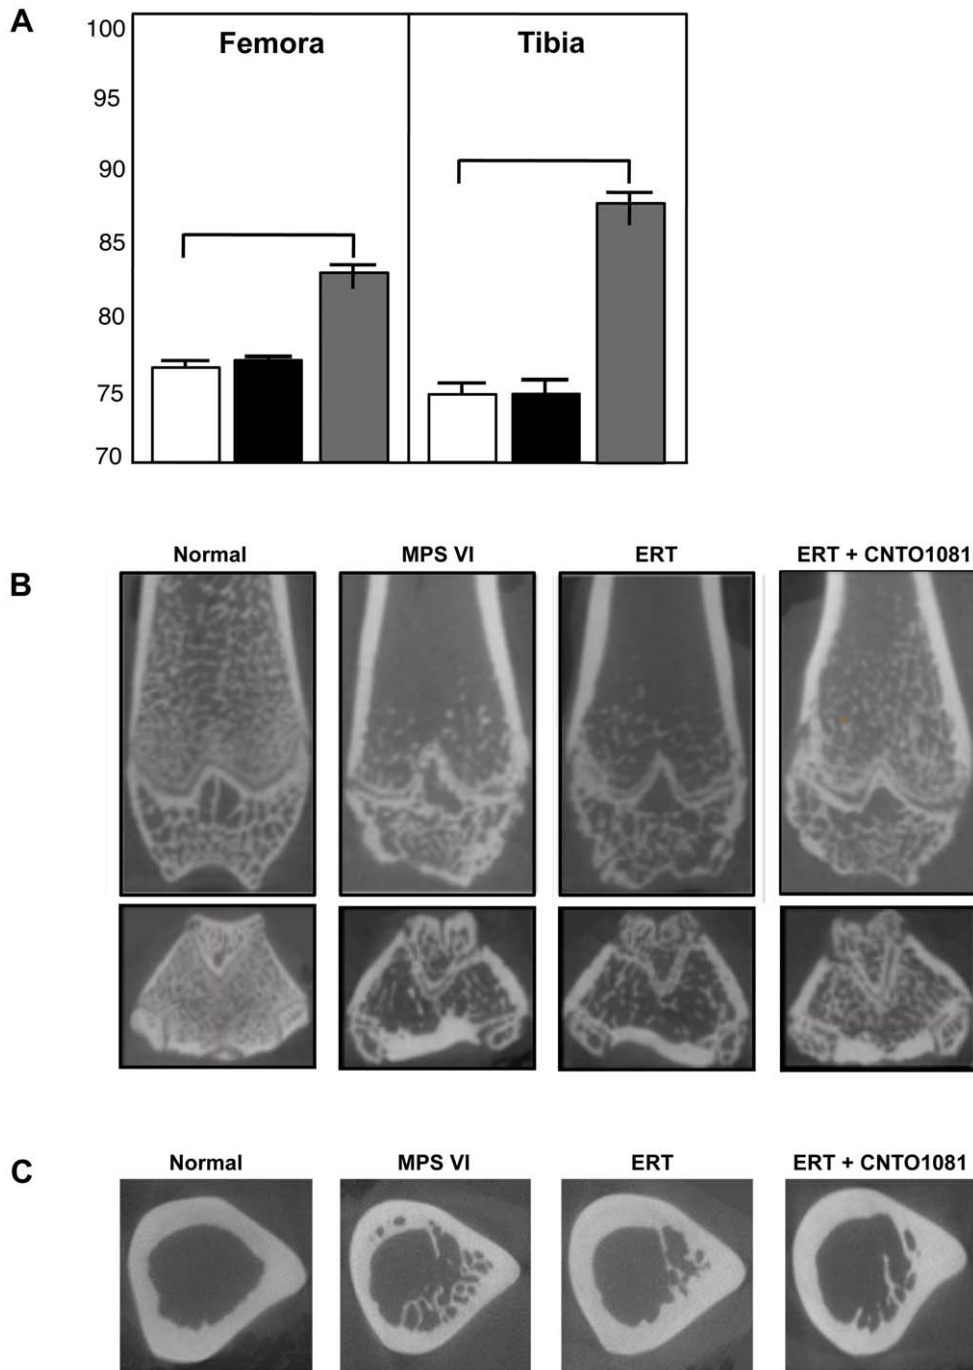 A
100
Femora
Tibia
95
90
85
80
75
70
B
Normal
MPS VI
ERT
ERT + CNTO1081
C
Normal
MPS VI
ERT
ERT + CNTO1081